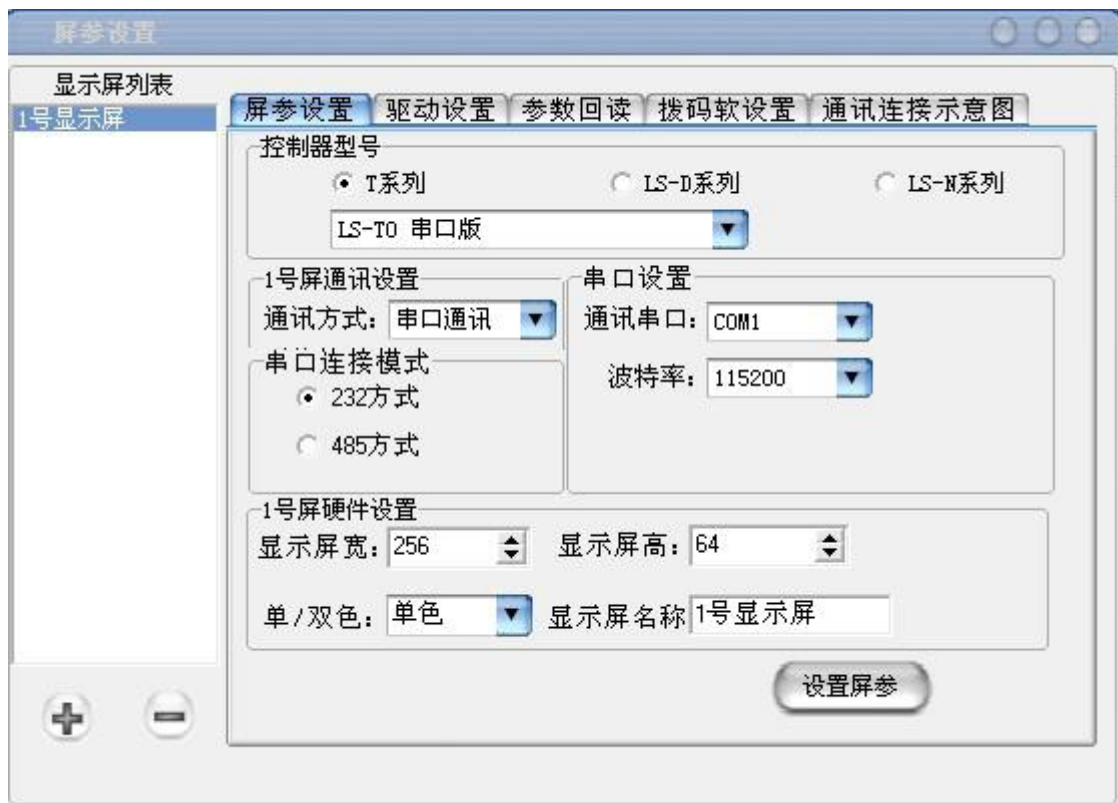 屏参设置
显示屏列表
1号显示屏
屏参设置 驱动设置 参数回读 拨码软设置 通讯连接示意图
控制器型号
T系列 LS-D系列 LS-N系列
LS-T0 串口版
1号屏通讯设置 串口设置
通讯方式: 串口通讯 通讯串口: COM1
串口连接模式 波特率: 115200
232方式
485方式
1号屏硬件设置
显示屏宽: 256 显示屏高: 64
单/双色: 单色 显示屏名称 1号显示屏
设置屏参